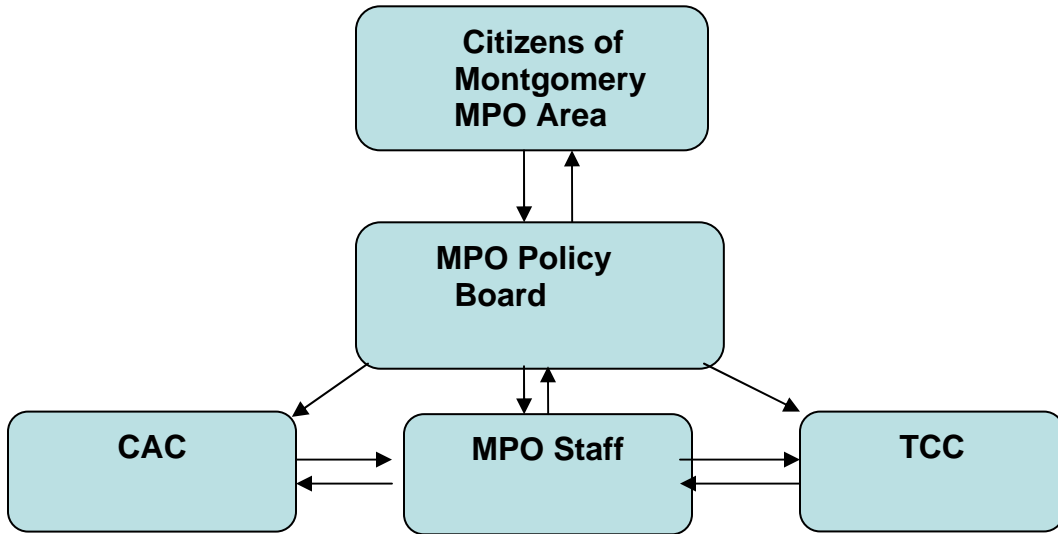 Citizens of
Montgomery
MPO Area
MPO Policy
Board
CAC
MPO Staff
TCC